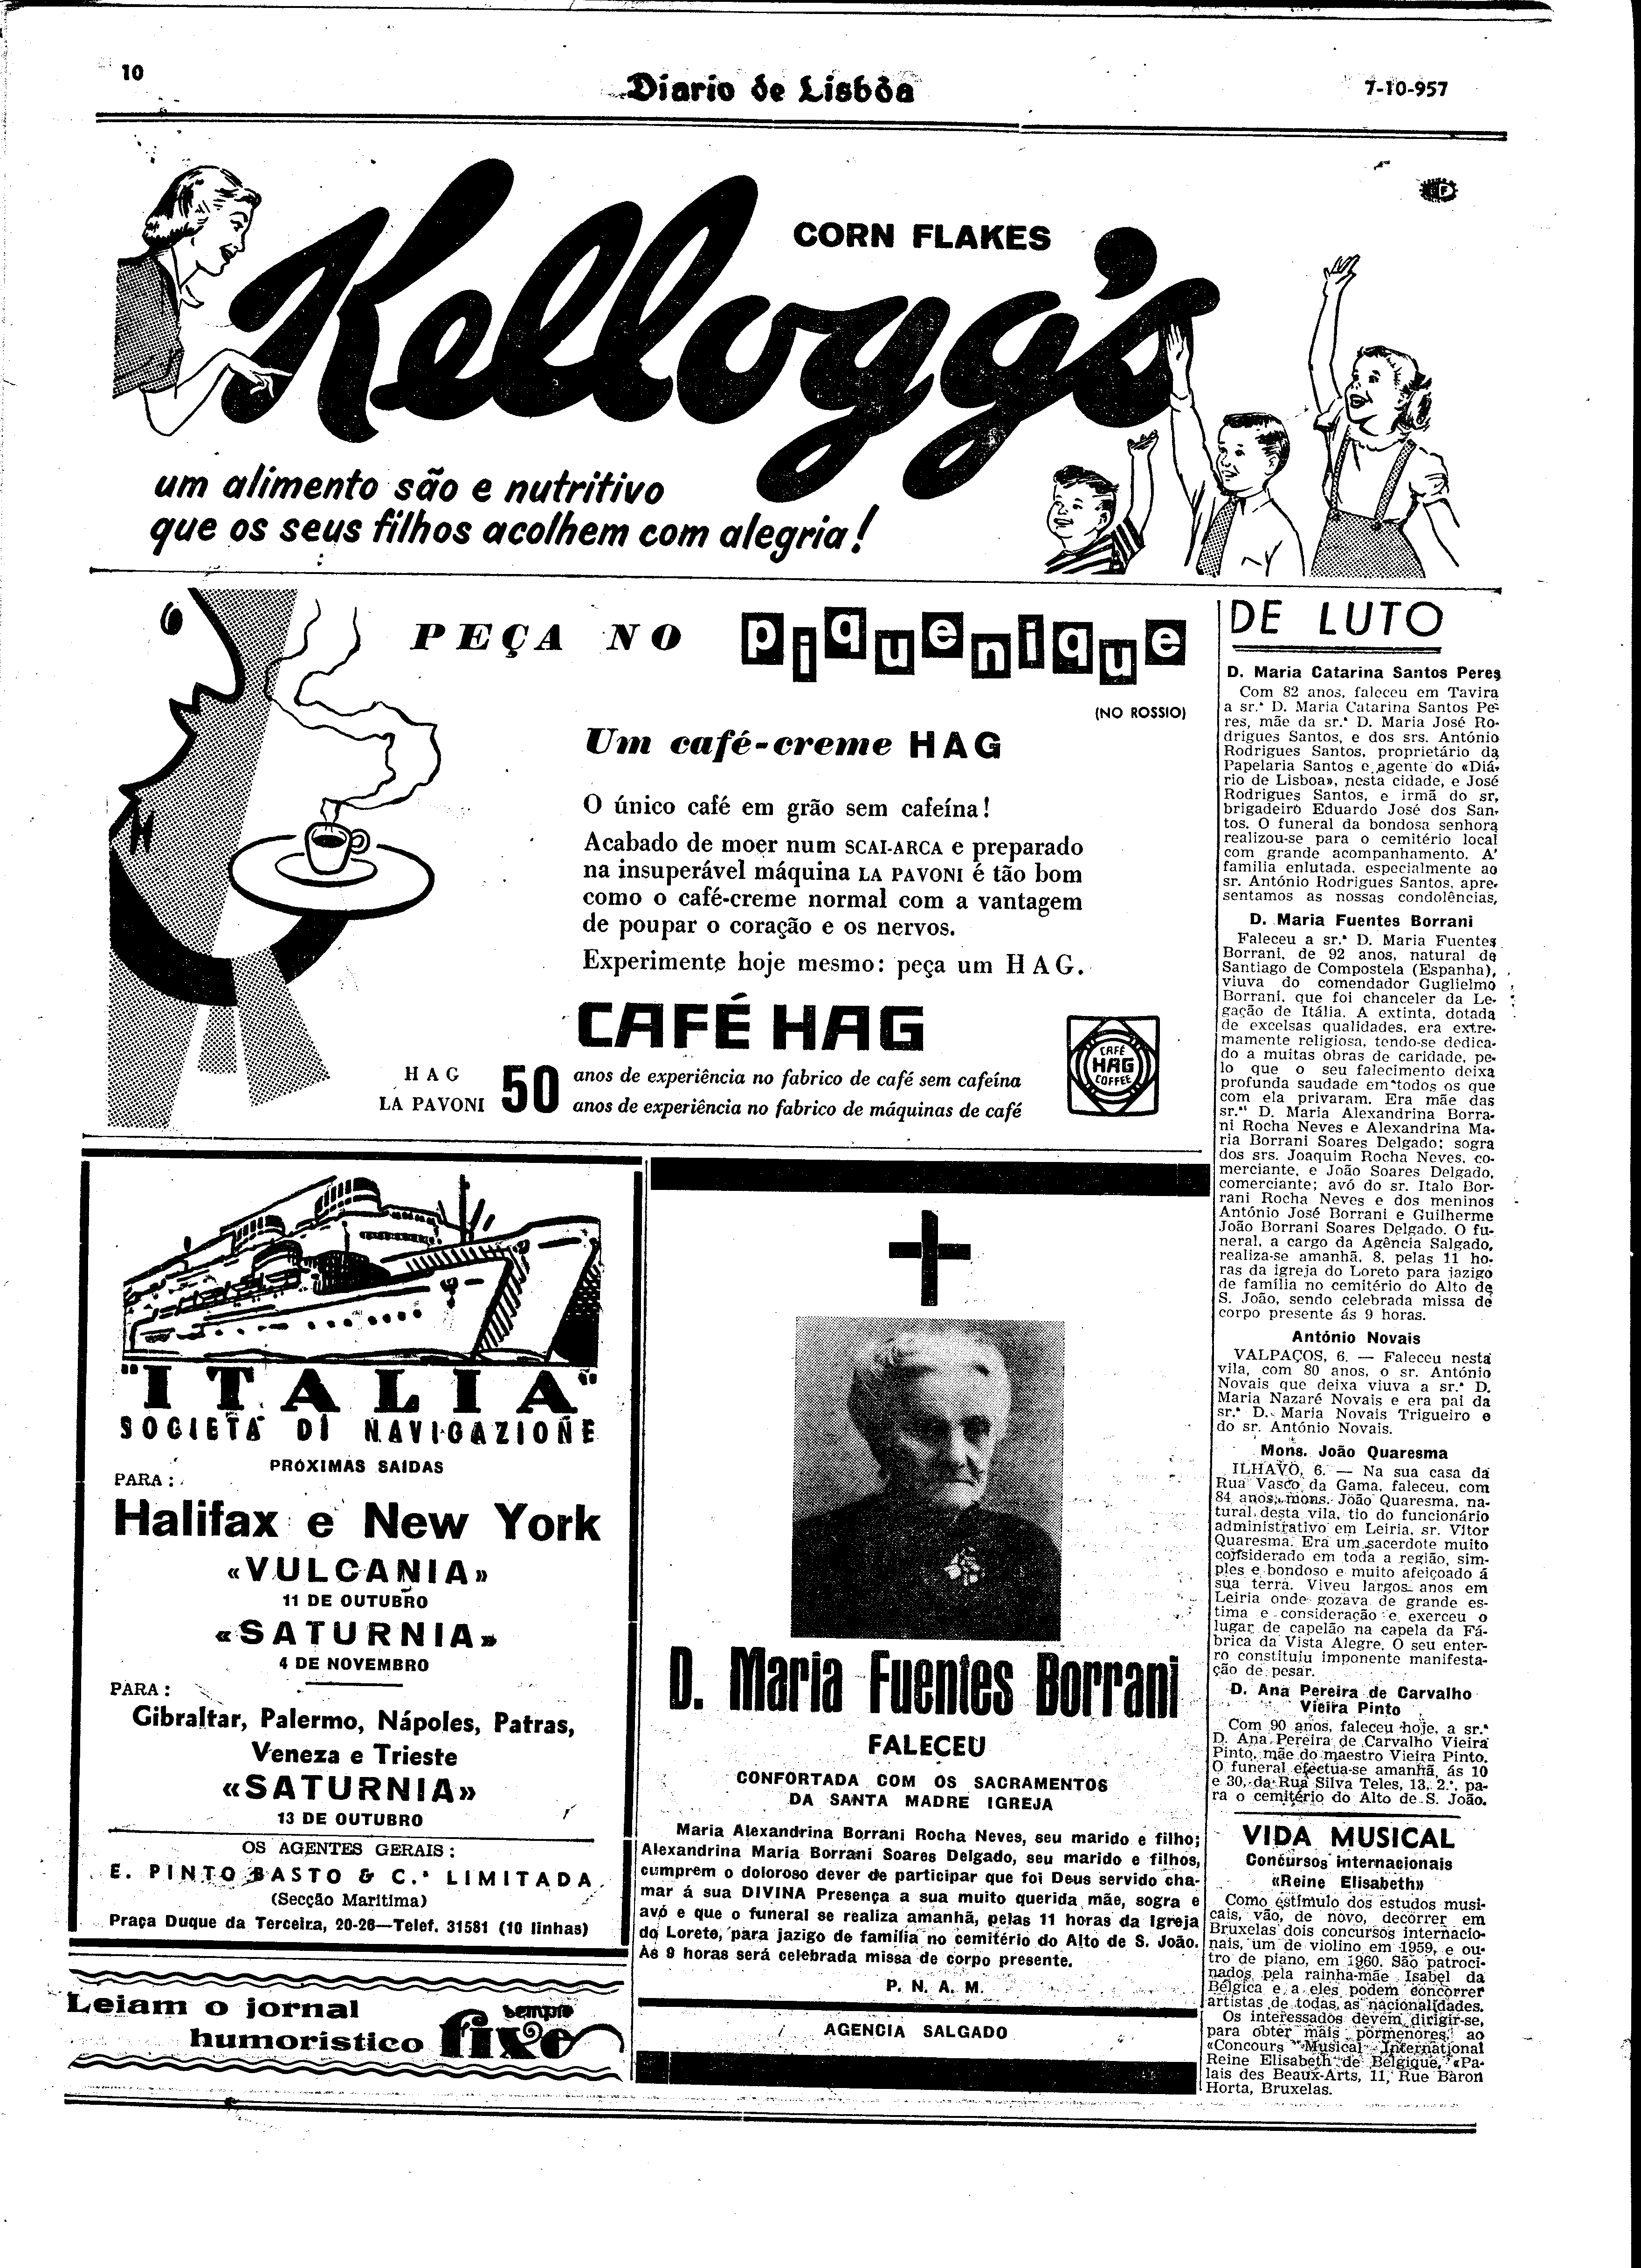 10
Diario de Lisbôa
7-10-957
Kellogg's
CORN FLAKES
um alimento são e nutritivo
que os seus filhos acolhem com alegria!
PEÇA NO piquenique
(NO ROSSIO)
Um café-creme HAG
O único café em grão sem cafeína!
Acabado de moer num SCAI-ARCA e preparado
na insuperável máquina LA PAVONI é tão bom
como o café-creme normal com a vantagem
de poupar o coração e os nervos.
Experimente hoje mesmo: peça um HAG.
CAFÉ HAG
CAFÉ
HAG
COFFEE
HAG
LA PAVONI
50
anos de experiência no fabrico de café sem cafeína
anos de experiência no fabrico de máquinas de café
"ITALIA"
SOCIETÀ DI NAVIGAZIONE
PRÓXIMAS SAÍDAS
PARA:
Halifax e New York
«VULCANIA»
11 DE OUTUBRO
«SATURNIA»
4 DE NOVEMBRO
PARA:
Gibraltar, Palermo, Nápoles, Patras,
Veneza e Trieste
«SATURNIA»
13 DE OUTUBRO
OS AGENTES GERAIS:
E. PINTO BASTO & C.ª LIMITADA
(Secção Marítima)
Praça Duque da Terceira, 20-26—Telef. 31581 (10 linhas)
Leiam o jornal
humoristico
sempre
fixe
D. Maria Fuentes Borrani
FALECEU
CONFORTADA COM OS SACRAMENTOS
DA SANTA MADRE IGREJA
Maria Alexandrina Borrani Rocha Neves, seu marido e filho;
Alexandrina Maria Borrani Soares Delgado, seu marido e filhos,
cumprem o doloroso dever de participar que foi Deus servido cha-
mar á sua DIVINA Presença a sua muito querida mãe, sogra e
avó e que o funeral se realiza amanhã, pelas 11 horas da Igreja
do Loreto, para jazigo de família no cemitério do Alto de S. João.
Ás 9 horas será celebrada missa de corpo presente.
P. N. A. M.
AGENCIA SALGADO
DE LUTO
D. Maria Catarina Santos Peres
Com 82 anos, faleceu em Tavira
a sr.ª D. Maria Catarina Santos Pe-
res, mãe da sr.ª D. Maria José Ro-
drigues Santos, e dos srs. António
Rodrigues Santos, proprietário da
Papelaria Santos e agente do «Diá-
rio de Lisboa», nesta cidade, e José
Rodrigues Santos, e irmã do sr.
brigadeiro Eduardo José dos San-
tos. O funeral da bondosa senhora
realizou-se para o cemitério local
com grande acompanhamento. A'
família enlutada, especialmente ao
sr. António Rodrigues Santos, apre-
sentamos as nossas condolências,
D. Maria Fuentes Borrani
Faleceu a sr.ª D. Maria Fuentes
Borrani, de 92 anos, natural de
Santiago de Compostela (Espanha),
viuva do comendador Guglielmo
Borrani, que foi chanceler da Le-
gação de Itália. A extinta, dotada
de excelsas qualidades, era extre-
mamente religiosa, tendo-se dedica-
do a muitas obras de caridade, pe-
lo que o seu falecimento deixa
profunda saudade em todos os que
com ela privaram. Era mãe das
sr.ªˢ D. Maria Alexandrina Borra-
ni Rocha Neves e Alexandrina Ma-
ria Borrani Soares Delgado; sogra
dos srs. Joaquim Rocha Neves, co-
merciante, e João Soares Delgado,
comerciante; avó do sr. Italo Bor-
rani Rocha Neves e dos meninos
António José Borrani e Guilherme
João Borrani Soares Delgado. O fu-
neral, a cargo da Agência Salgado,
realiza-se amanhã, 8, pelas 11 ho-
ras da igreja do Loreto para jazigo
de família no cemitério do Alto de
S. João, sendo celebrada missa de
corpo presente ás 9 horas.
António Novais
VALPAÇOS, 6. — Faleceu nesta
vila, com 80 anos, o sr. António
Novais que deixa viuva a sr.ª D.
Maria Nazaré Novais e era pai da
sr.ª D. Maria Novais Trigueiro e
do sr. António Novais.
Mons. João Quaresma
ILHAVO, 6. — Na sua casa da
Rua Vasco da Gama, faleceu, com
84 anos, mons. João Quaresma, na-
tural desta vila, tio do funcionário
administrativo em Leiria, sr. Vitor
Quaresma. Era um sacerdote muito
considerado em toda a região, sim-
ples e bondoso e muito afeiçoado á
sua terra. Viveu largos anos em
Leiria onde gozava de grande es-
tima e consideração e exerceu o
lugar de capelão na capela da Fá-
brica da Vista Alegre. O seu enter-
ro constituiu imponente manifesta-
ção de pesar.
D. Ana Pereira de Carvalho
Vieira Pinto
Com 90 anos, faleceu hoje, a sr.ª
D. Ana Pereira de Carvalho Vieira
Pinto, mãe do maestro Vieira Pinto.
O funeral efectua-se amanhã, ás 10
e 30, da Rua Silva Teles, 13, 2.º, pa-
ra o cemitério do Alto de S. João.
VIDA MUSICAL
Concursos internacionais
«Reine Elisabeth»
Como estímulo dos estudos musi-
cais, vão, de novo, decorrer em
Bruxelas dois concursos internacio-
nais, um de violino em 1959, e ou-
tro de piano, em 1960. São patroci-
nados pela rainha-mãe Isabel da
Bélgica e a eles podem concorrer
artistas de todas as nacionalidades.
Os interessados devem dirigir-se,
para obter mais pormenores, ao
«Concours Musical International
Reine Elisabeth de Belgique, «Pa-
lais des Beaux-Arts, 11, Rue Baron
Horta, Bruxelas.